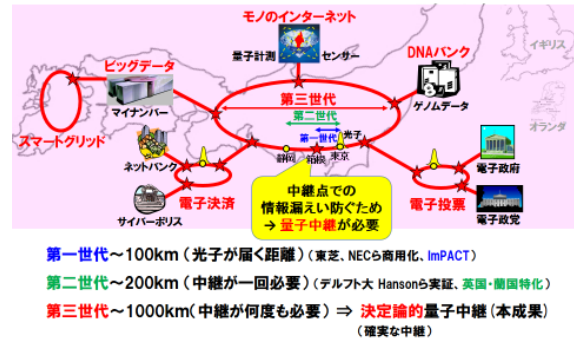 モノのインターネット
量子計測
センサー
ビッグデータ
DNAバンク
イギリス
マイナンバー
第三世代
ゲノムデータ
第二世代
オランダ
スマートグリッド
第一世代
光子
静岡
箱根
東京
ネットバンク
電子政府
サイバーポリス
電子決済
中継点での
情報漏えい防ぐため
→ 量子中継が必要
電子投票
電子政党
第一世代~100km (光子が届く距離) (東芝、NECら商用化、ImPACT)
第二世代~200km (中継が一回必要) (デルフト大 Hansonら実証、英国・蘭国特化)
第三世代~1000km(中継が何度も必要) ⇒ 決定論的量子中継(本成果)
(確実な中継)